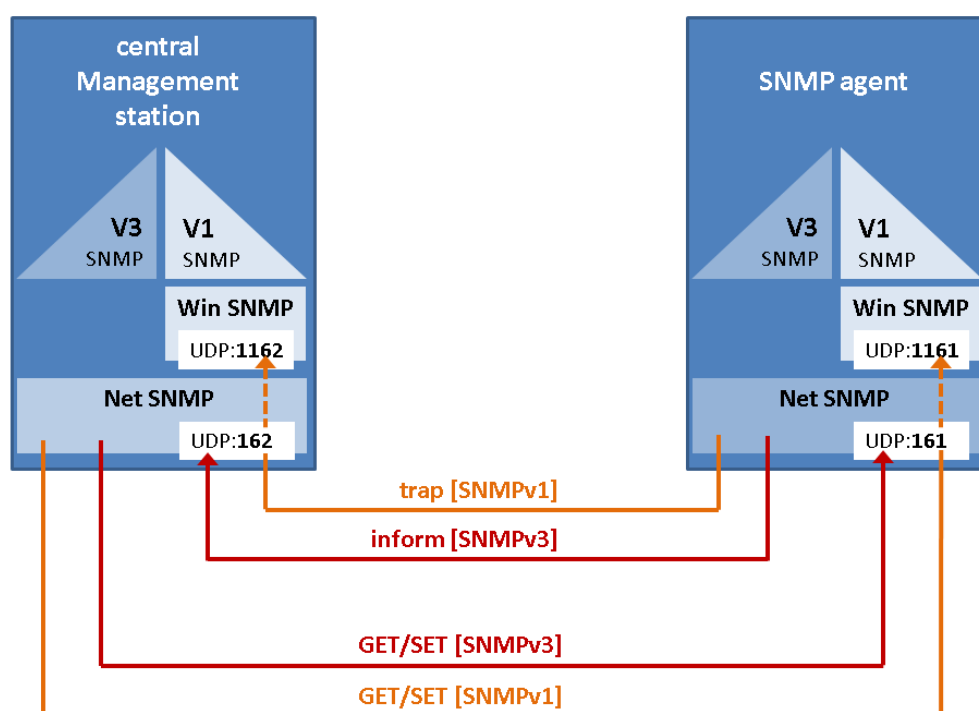 central
Management
station
V3
SNMP
V1
SNMP
Win SNMP
UDP:1162
Net SNMP
UDP:162
SNMP agent
V3
SNMP
V1
SNMP
Win SNMP
UDP:1161
Net SNMP
UDP:161
trap [SNMPv1]
inform [SNMPv3]
GET/SET [SNMPv3]
GET/SET [SNMPv1]